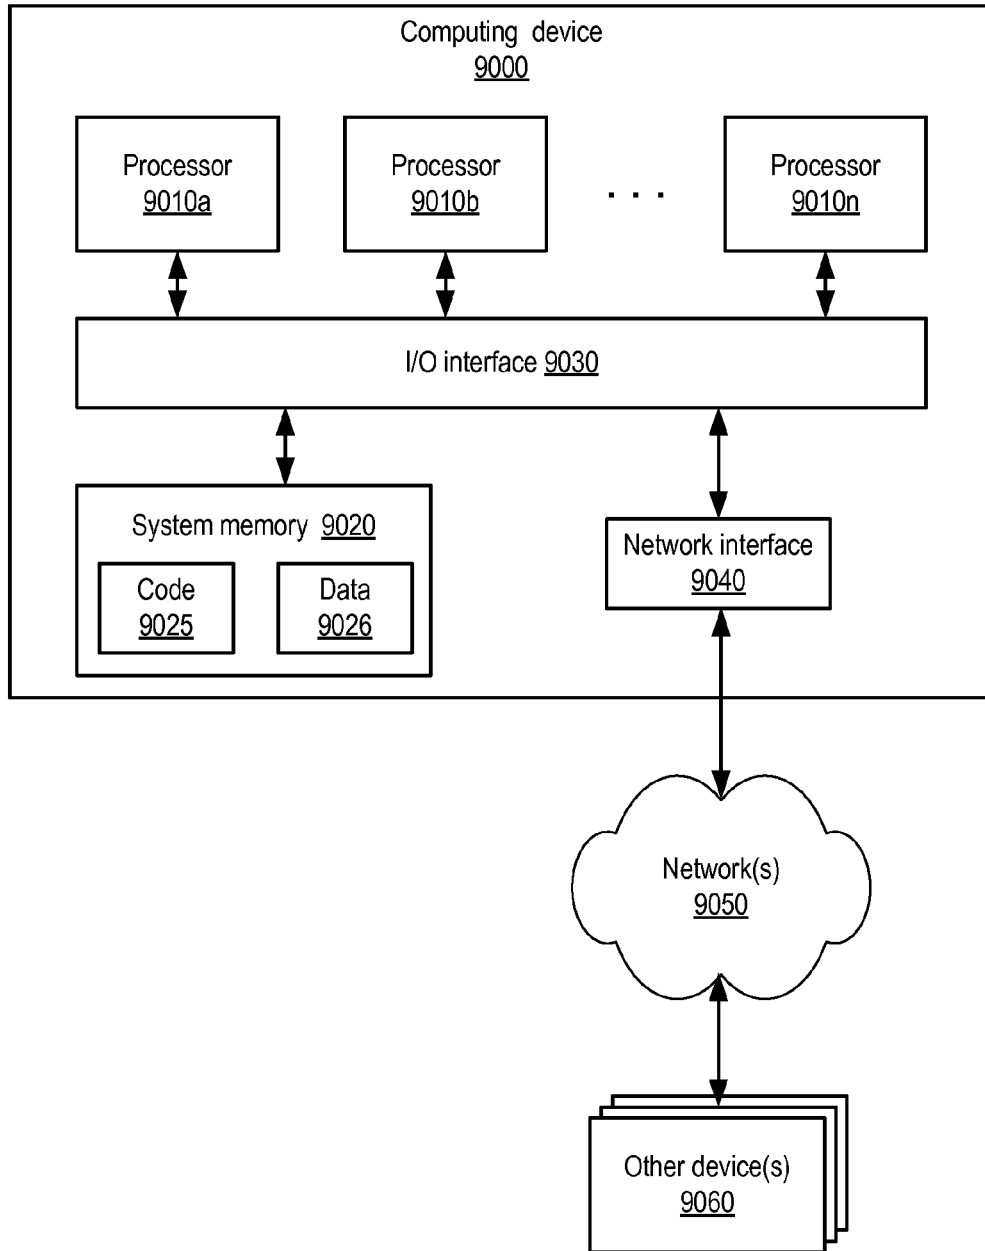 Computing device
9000
Processor
9010a
Processor
9010b
. . .
Processor
9010n
I/O interface 9030
System memory 9020
Code
9025
Data
9026
Network interface
9040
Network(s)
9050
Other device(s)
9060